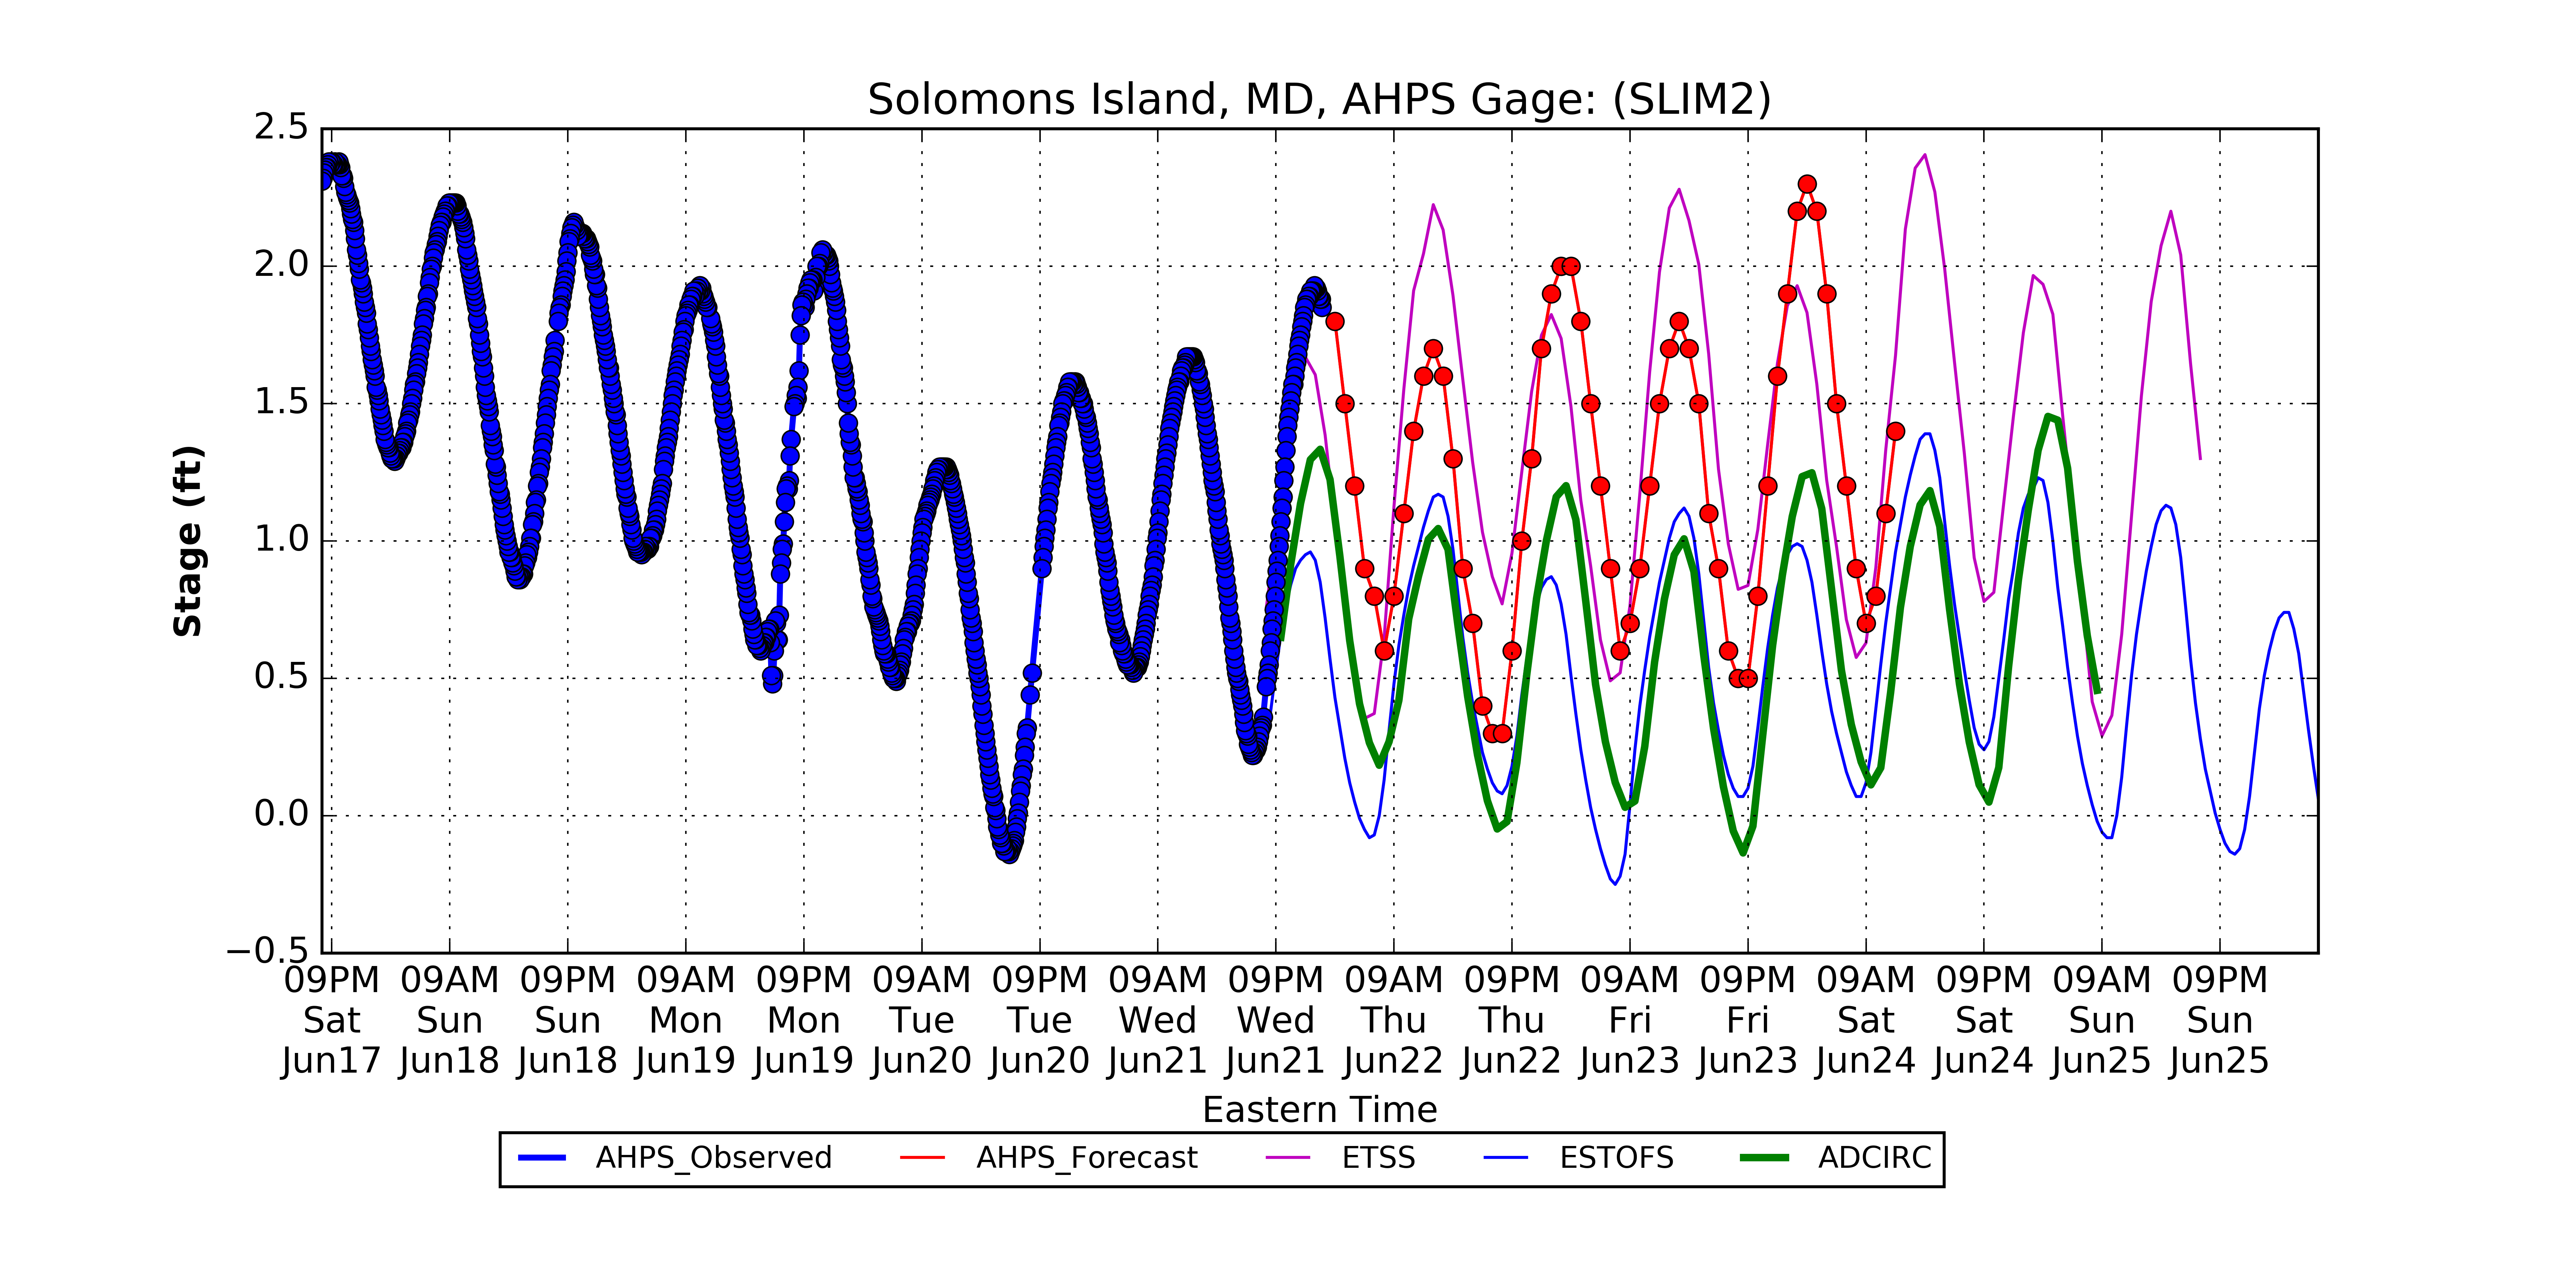 Solomons Island, MD, AHPS Gage: (SLIM2)
2.5
2.0
1.5
1.0
0.5
0.0
−0.5
Stage (ft)
09PM 09AM 09PM 09AM 09PM 09AM 09PM 09AM 09PM 09AM 09PM 09AM 09PM 09AM 09PM 09AM 09PM
Sat Sun Sun Mon Mon Tue Tue Wed Wed Thu Thu Fri Fri Sat Sat Sun Sun
Jun17 Jun18 Jun18 Jun19 Jun19 Jun20 Jun20 Jun21 Jun21 Jun22 Jun22 Jun23 Jun23 Jun24 Jun24 Jun25 Jun25
Eastern Time
AHPS_Observed AHPS_Forecast ETSS ESTOFS ADCIRC